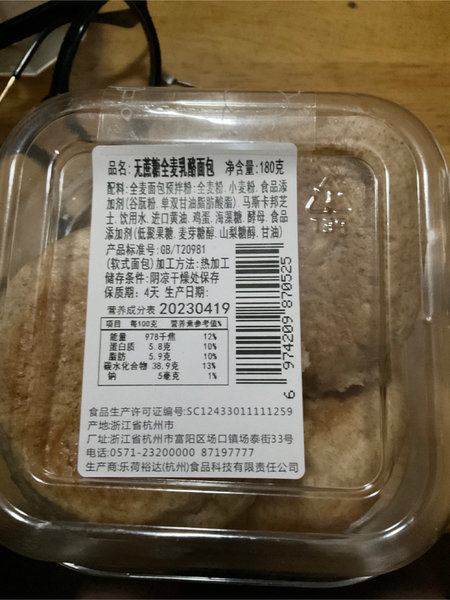 品名: 无蔗糖全麦乳酪面包 净含量:180克
配料: 全麦面包预拌粉: 全麦粉, 小麦粉, 食品添
加剂(谷朊粉, 单双甘油脂肪酸酯) 马斯卡邦芝
士, 饮用水, 进口黄油, 鸡蛋, 海藻糖, 酵母, 食品
添加剂(低聚果糖, 麦芽糖醇, 山梨糖醇, 甘油)
产品标准号:GB/T20981
(软式面包)加工方法:热加工
储存条件:阴凉干燥处保存
保质期: 4天 生产日期:
营养成分表 20230419
项目 每100克 营养素参考值%
能量 978千焦 12%
蛋白质 5.8克 10%
脂肪 5.9克 10%
碳水化合物 38.9克 13%
钠 5毫克 1%
6 974209 870525
食品生产许可证编号:SC12433011111259
产地:浙江省杭州市
厂址:浙江省杭州市富阳区场口镇场泰街33号
电话:0571-23200000 87197777
生产商:乐荷裕达(杭州)食品科技有限责任公司